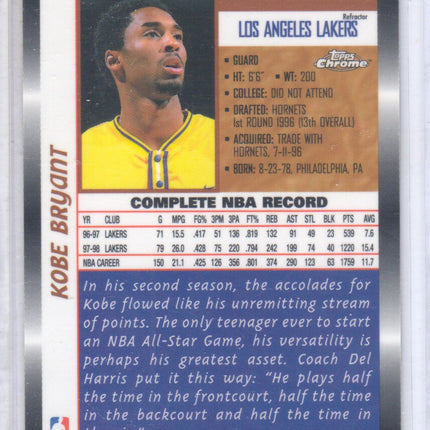 LOS ANGELES LAKERS
Refractor
Topps Chrome
• GUARD
• HT: 6'6" • WT: 200
• COLLEGE: DID NOT ATTEND
• DRAFTED: HORNETS
1st ROUND 1996 (13th OVERALL)
• ACQUIRED: TRADE WITH
HORNETS, 7-11-96
• BORN: 8-23-78, PHILADELPHIA, PA
KOBE BRYANT
COMPLETE NBA RECORD
YR CLUB G MPG FG% 3PM 3PA FT% REB AST STL BLK PTS AVG
96-97 LAKERS 71 15.5 .417 51 136 .819 132 91 49 23 539 7.6
97-98 LAKERS 79 26.0 .428 75 220 .794 242 199 74 40 1220 15.4
NBA CAREER 150 21.1 .425 126 356 .801 374 290 123 63 1759 11.7
In his second season, the accolades for
Kobe flowed like his unremitting stream
of points. The only teenager ever to start
an NBA All-Star Game, his versatility is
perhaps his greatest asset. Coach Del
Harris put it this way: "He plays half
the time in the frontcourt, half the time
in the backcourt and half the time in
NBA